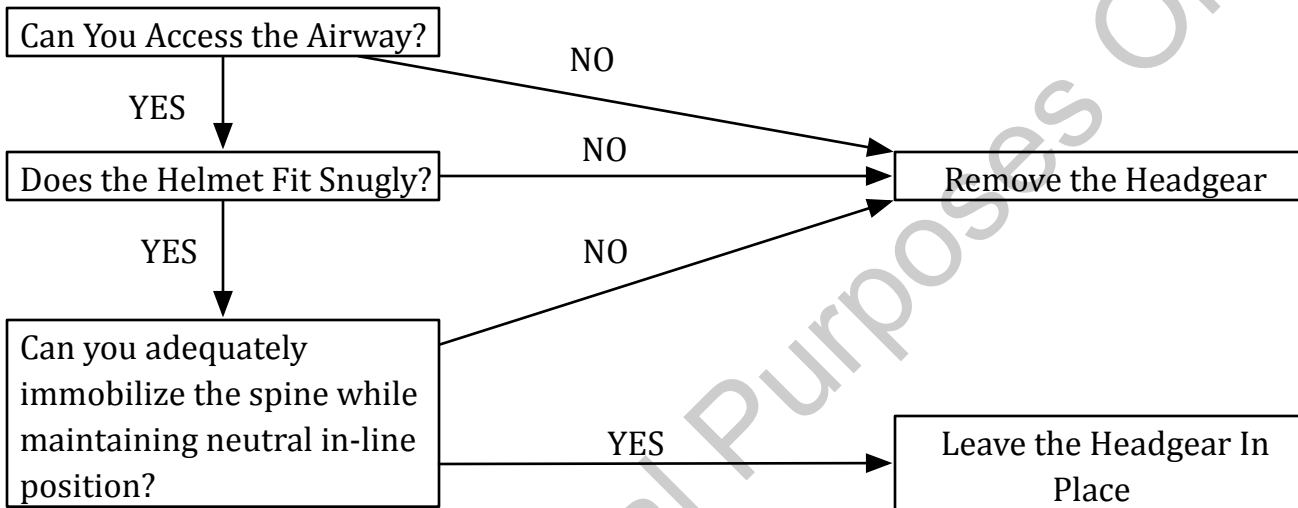 Can You Access the Airway?
NO
YES
Does the Helmet Fit Snugly?
NO
Remove the Headgear
YES
NO
Can you adequately
immobilize the spine while
maintaining neutral in-line
position?
YES
Leave the Headgear In
Place
Purposes